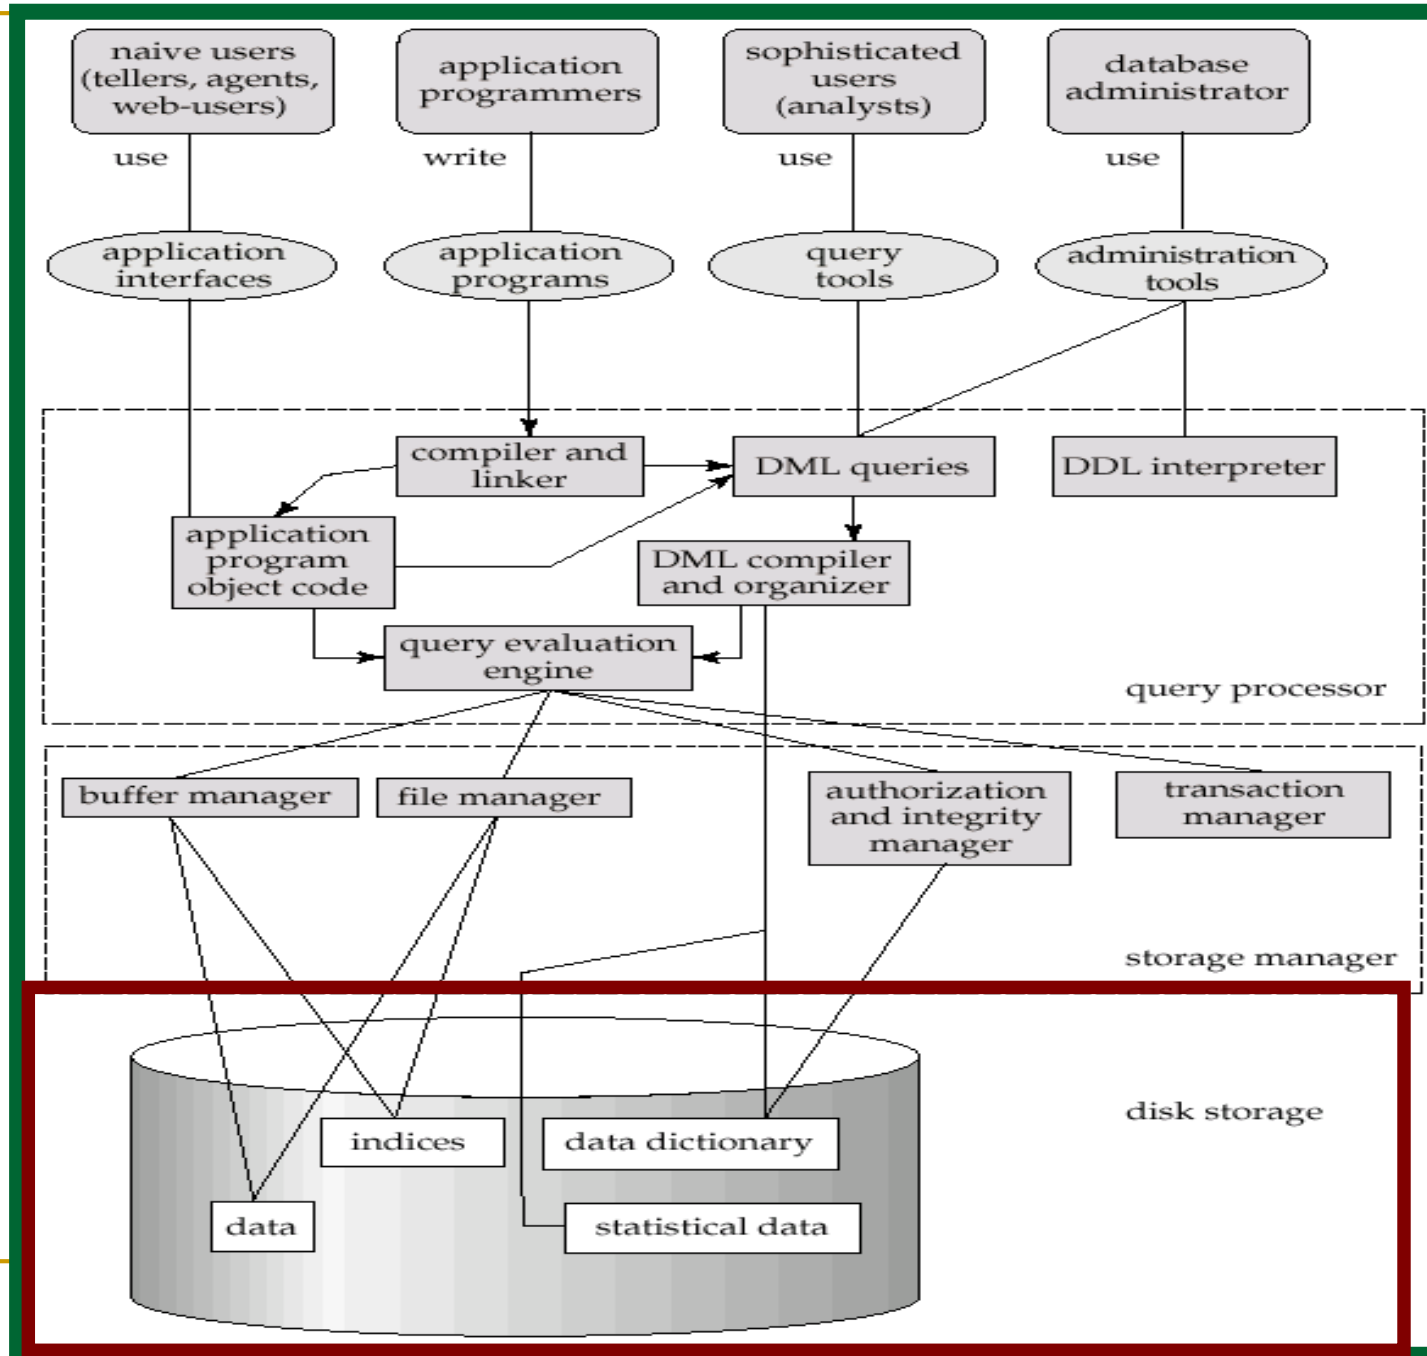 naive users
(tellers, agents,
web-users)
application
programmers
sophisticated
users
(analysts)
database
administrator
use
write
use
use
application
interfaces
application
programs
query
tools
administration
tools
compiler and
linker
DML queries
DDL interpreter
application
program
object code
DML compiler
and organizer
query evaluation
engine
query processor
buffer manager
file manager
authorization
and integrity
manager
transaction
manager
storage manager
disk storage
indices
data dictionary
data
statistical data